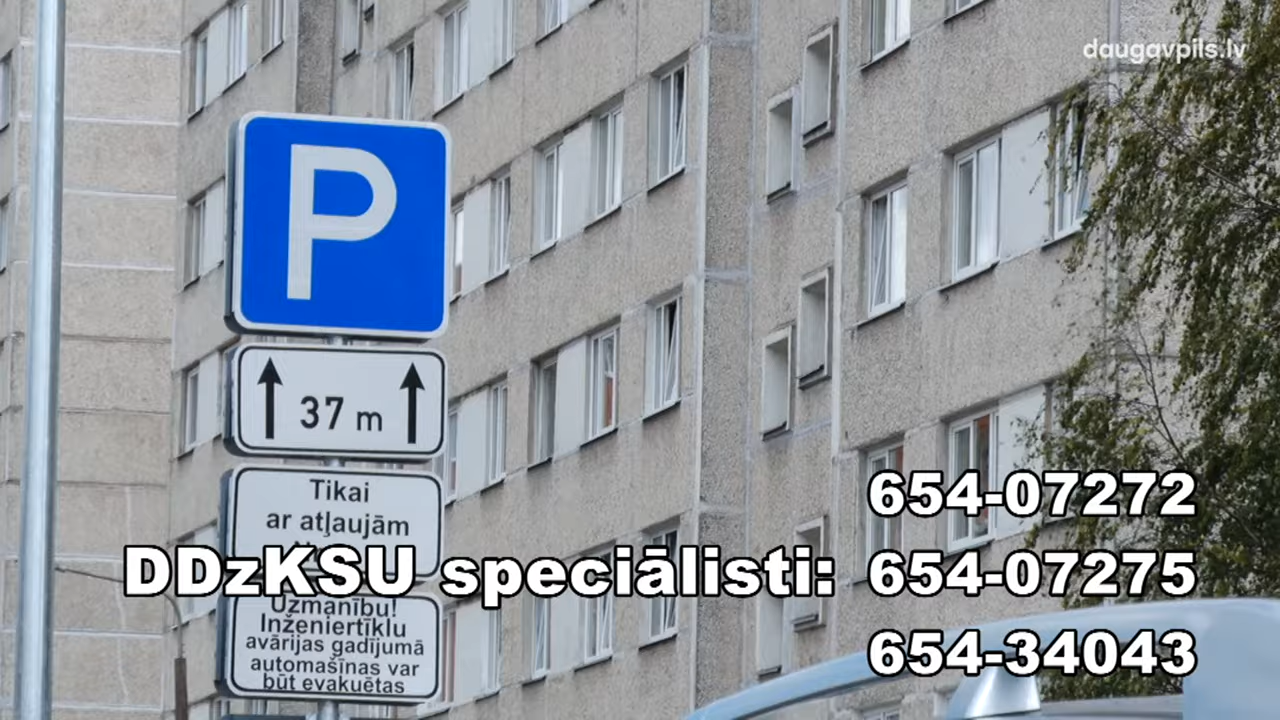 daugavpils.lv
P
37 m
Tikai
ar atļaujām
Uzmanību!
Inženiertīklu
avārijas gadījumā
automašīnas var
būt evakuētas
654-07272
DDzKSU speciālisti: 654-07275
654-34043